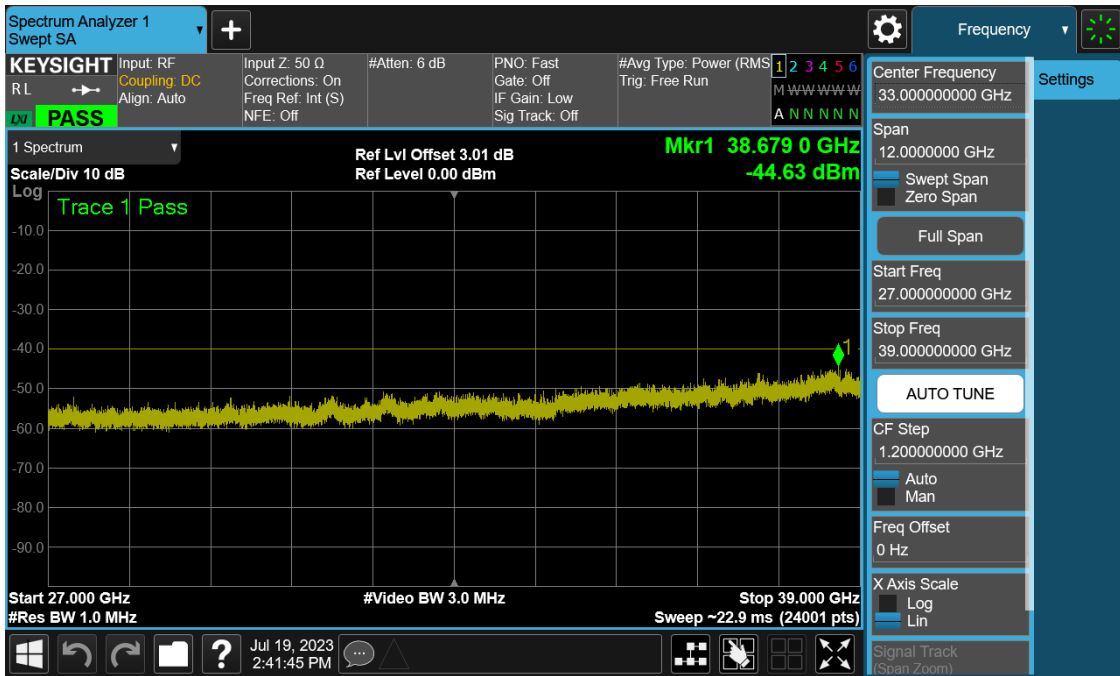 Spectrum Analyzer 1
Swept SA
+
Frequency
KEYSIGHT
RL
LXI PASS
Input: RF
Coupling: DC
Align: Auto
Input Z: 50 Ω
Corrections: On
Freq Ref: Int (S)
NFE: Off
#Atten: 6 dB
PNO: Fast
Gate: Off
IF Gain: Low
Sig Track: Off
#Avg Type: Power (RMS
Trig: Free Run
1 2 3 4 5 6
M W W W W W
A N N N N N
1 Spectrum
Scale/Div 10 dB
Ref Lvl Offset 3.01 dB
Ref Level 0.00 dBm
Mkr1 38.679 0 GHz
-44.63 dBm
Log
Trace 1 Pass
-10.0
-20.0
-30.0
-40.0
1
-50.0
-60.0
-70.0
-80.0
-90.0
Start 27.000 GHz
#Res BW 1.0 MHz
#Video BW 3.0 MHz
Stop 39.000 GHz
Sweep ~22.9 ms (24001 pts)
Center Frequency
33.000000000 GHz
Settings
Span
12.0000000 GHz
Swept Span
Zero Span
Full Span
Start Freq
27.000000000 GHz
Stop Freq
39.000000000 GHz
AUTO TUNE
CF Step
1.200000000 GHz
Auto
Man
Freq Offset
0 Hz
X Axis Scale
Log
Lin
Signal Track
(Span Zoom)
?
Jul 19, 2023
2:41:45 PM